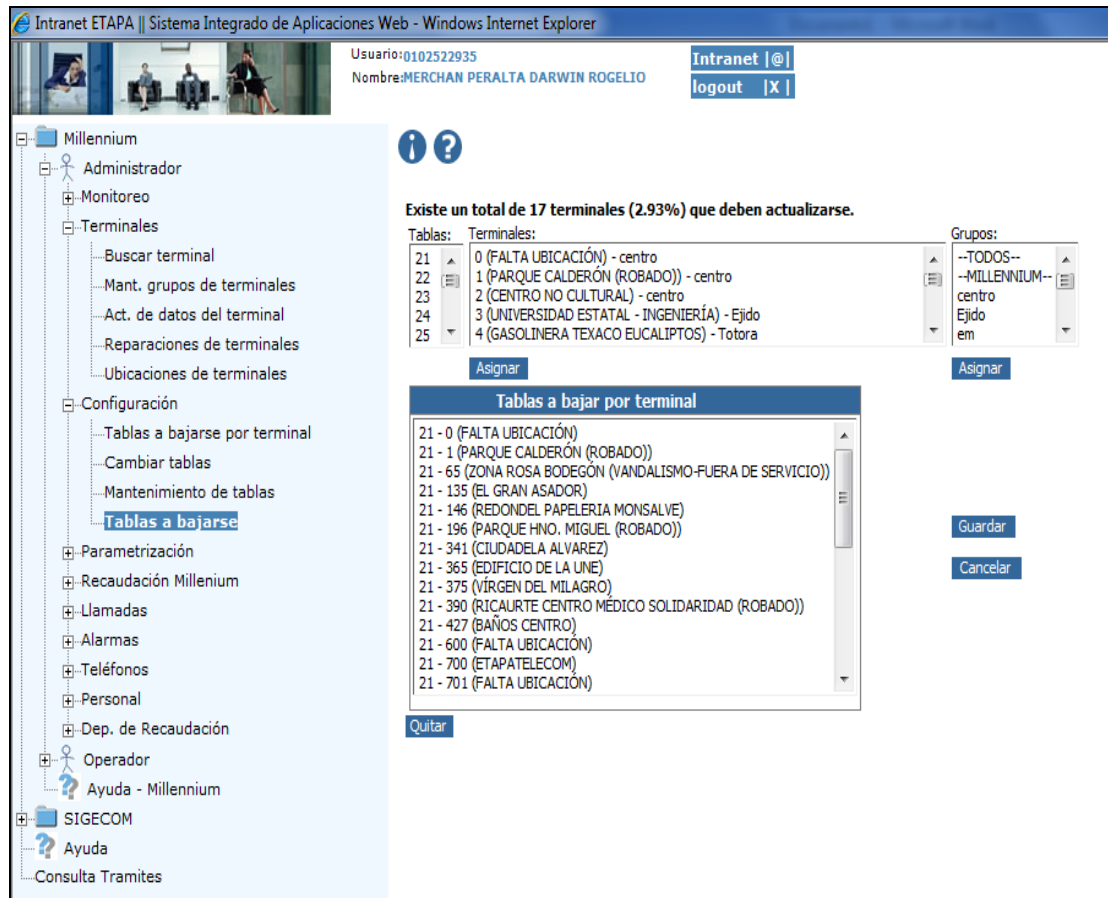 Intranet ETAPA || Sistema Integrado de Aplicaciones Web - Windows Internet Explorer
Usuario:0102522935
Nombre:MERCHAN PERALTA DARWIN ROGELIO
Intranet |@|
logout |X |
Millennium
Administrador
Monitoreo
Terminales
Buscar terminal
Mant. grupos de terminales
Act. de datos del terminal
Reparaciones de terminales
Ubicaciones de terminales
Configuración
Tablas a bajarse por terminal
Cambiar tablas
Mantenimiento de tablas
Tablas a bajarse
Parametrización
Recaudación Millenium
Llamadas
Alarmas
Teléfonos
Personal
Dep. de Recaudación
Operador
Ayuda - Millennium
SIGECOM
Ayuda
Consulta Tramites
Existe un total de 17 terminales (2.93%) que deben actualizarse.
Tablas:
21
22
23
24
25
Terminales:
0 (FALTA UBICACIÓN) - centro
1 (PARQUE CALDERÓN (ROBADO)) - centro
2 (CENTRO NO CULTURAL) - centro
3 (UNIVERSIDAD ESTATAL - INGENIERÍA) - Ejido
4 (GASOLINERA TEXACO EUCALIPTOS) - Totora
Asignar
Grupos:
--TODOS--
--MILLENNIUM--
centro
Ejido
em
Asignar
Tablas a bajar por terminal
21 - 0 (FALTA UBICACIÓN)
21 - 1 (PARQUE CALDERÓN (ROBADO))
21 - 65 (ZONA ROSA BODEGÓN (VANDALISMO-FUERA DE SERVICIO))
21 - 135 (EL GRAN ASADOR)
21 - 146 (REDONDEL PAPELERIA MONSALVE)
21 - 196 (PARQUE HNO. MIGUEL (ROBADO))
21 - 341 (CIUDADELA ALVAREZ)
21 - 365 (EDIFICIO DE LA UNE)
21 - 375 (VÍRGEN DEL MILAGRO)
21 - 390 (RICAURTE CENTRO MÉDICO SOLIDARIDAD (ROBADO))
21 - 427 (BAÑOS CENTRO)
21 - 600 (FALTA UBICACIÓN)
21 - 700 (ETAPATELECOM)
21 - 701 (FALTA UBICACIÓN)
Guardar
Cancelar
Quitar